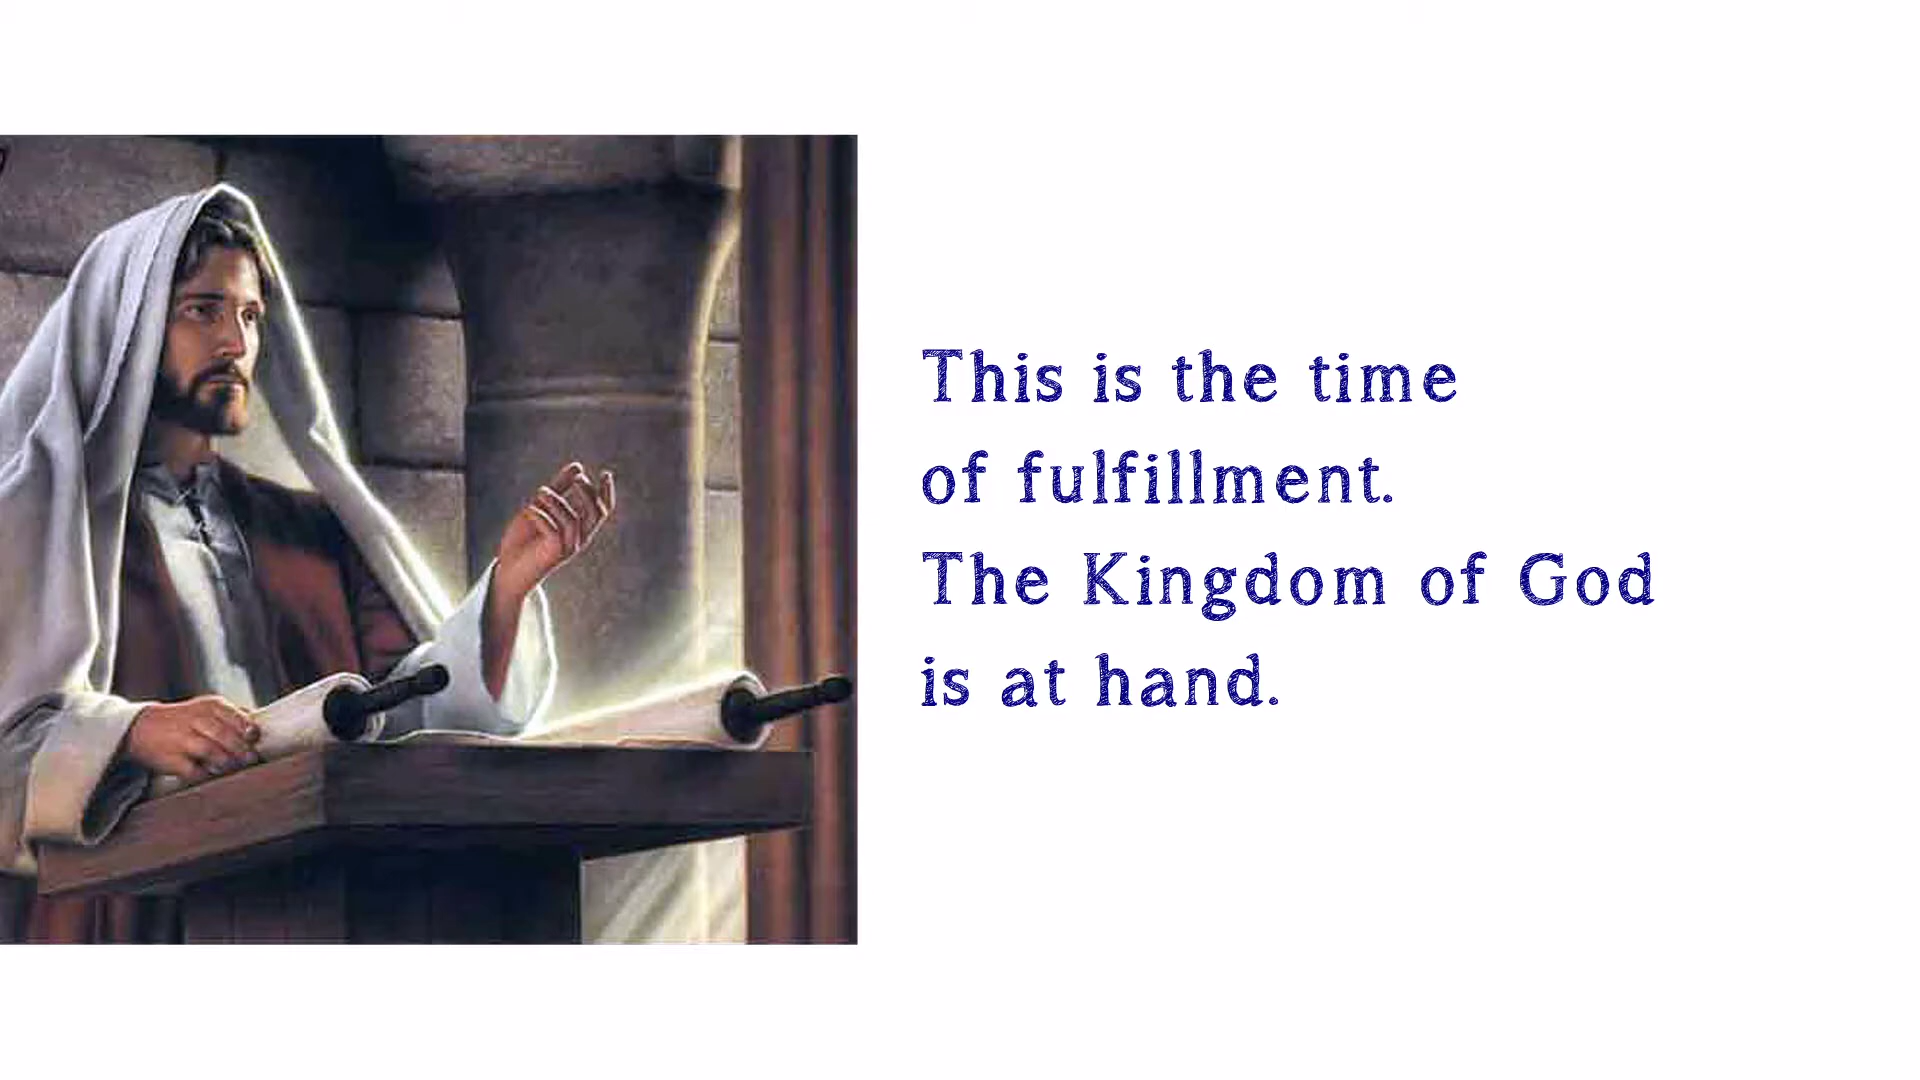 This is the time
of fulfillment.
The Kingdom of God
is at hand.